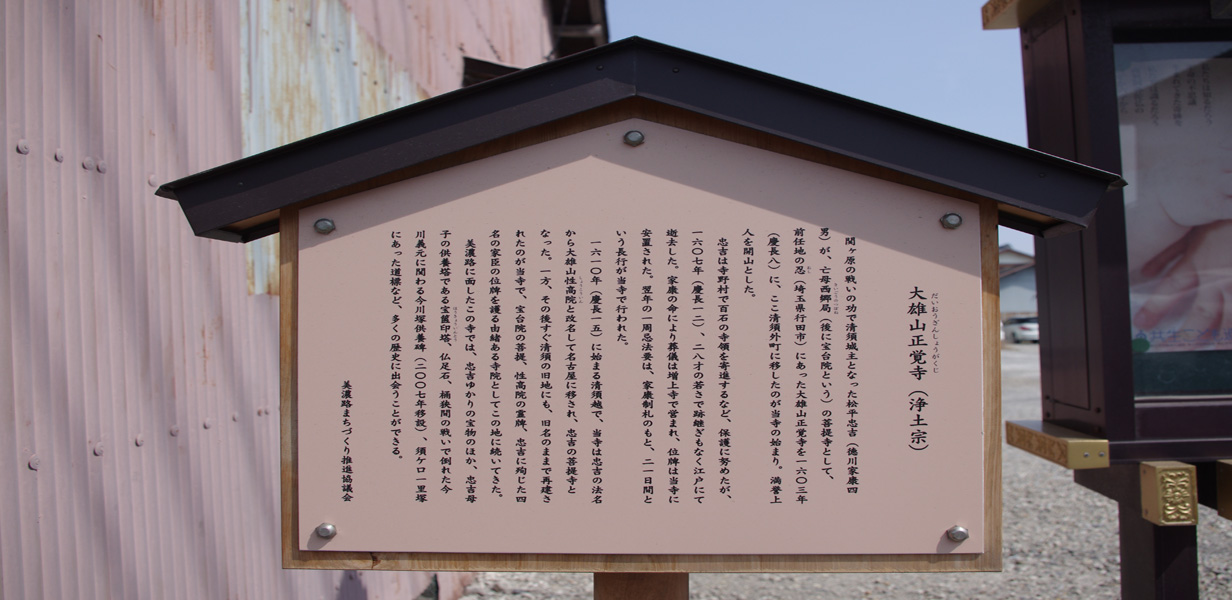 大雄山正覚寺(浄土宗)
だいおうざんしょうがくじ
関ヶ原の戦いの功で清須城主となった松平忠吉(徳川家康四
男)が、亡母西郷局(後に宝台院という)の菩提寺として、
前任地の忍(埼玉県行田市)にあった大雄山正覚寺を一六〇三年
(慶長八)に、ここ清須外町に移したのが当寺の始まり。満誉上
人を開山とした。
忠吉は寺野村で百石の寺領を寄進するなど、保護に努めたが、
一六〇七年(慶長一二)、二八才の若さで跡継ぎもなく江戸にて
逝去した。家康の命により葬儀は増上寺で営まれ、位牌は当寺に
安置された。翌年の一周忌法要は、家康制札のもと、二一日間と
いう長行が当寺で行われた。
一六一〇年(慶長一五)に始まる清須越で、当寺は忠吉の法名
から大雄山性高院と改名して名古屋に移され、忠吉の菩提寺と
なった。一方、その後すぐ清須の旧地にも、旧名のままで再建さ
れたのが当寺で、宝台院の菩提、性高院の霊牌、忠吉に殉じた四
名の家臣の位牌を護る由緒ある寺院としてこの地に続いてきた。
美濃路に面したこの寺では、忠吉ゆかりの宝物のほか、忠吉母
子の供養塔である宝篋印塔、仏足石、桶狭間の戦いで倒れた今
川義元に関わる今川塚供養碑(二〇〇七年移設)、須ケ口一里塚
にあった道標など、多くの歴史に出会うことができる。
美濃路まちづくり推進協議会